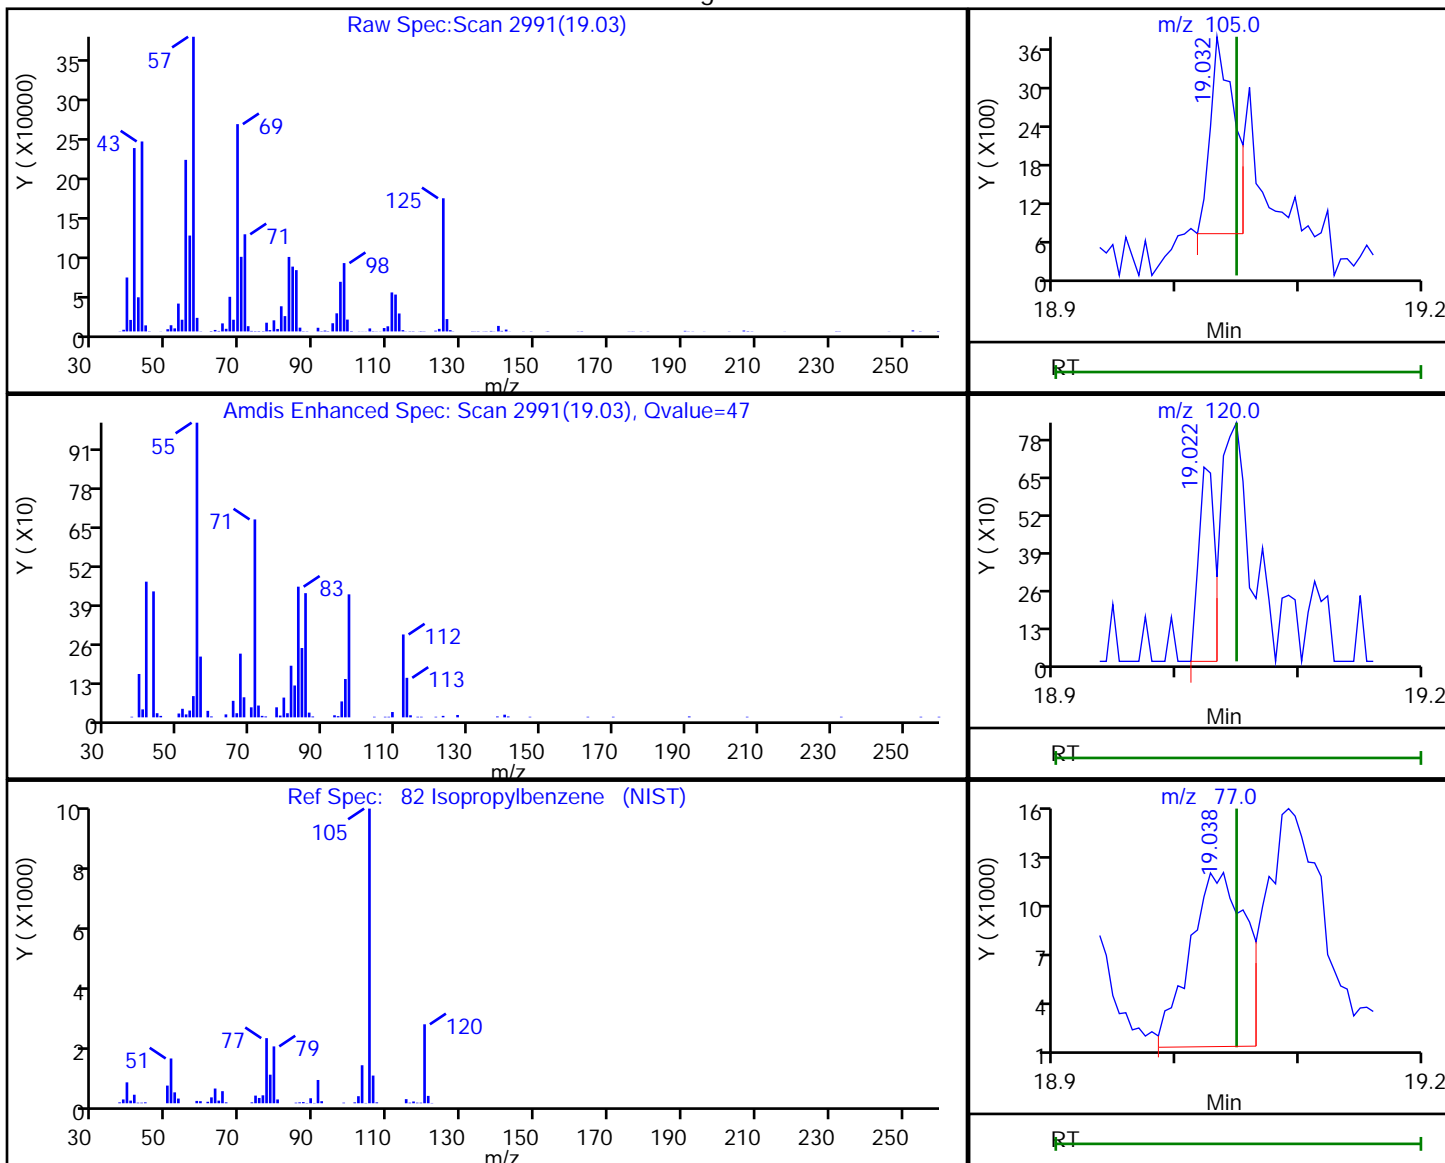 Raw Spec:Scan 2991(19.03)
Y ( X10000)
35
30
25
20
15
10
5
0
57
43
69
71
98
125
30 50 70 90 110 130 150 170 190 210 230 250
m/z
m/z 105.0
Y ( X100)
36
30
24
18
12
6
0
19.032
18.9 19.2
Min
RT
Amdis Enhanced Spec: Scan 2991(19.03), Qvalue=47
Y ( X10)
91
78
65
52
39
26
13
0
55
71
83
112
113
30 50 70 90 110 130 150 170 190 210 230 250
m/z
m/z 120.0
Y ( X10)
78
65
52
39
26
13
0
19.022
18.9 19.2
Min
RT
Ref Spec: 82 Isopropylbenzene (NIST)
Y ( X1000)
10
8
6
4
2
0
105
51
77
79
120
30 50 70 90 110 130 150 170 190 210 230 250
m/z
m/z 77.0
Y ( X1000)
16
13
10
7
4
1
19.038
18.9 19.2
Min
RT